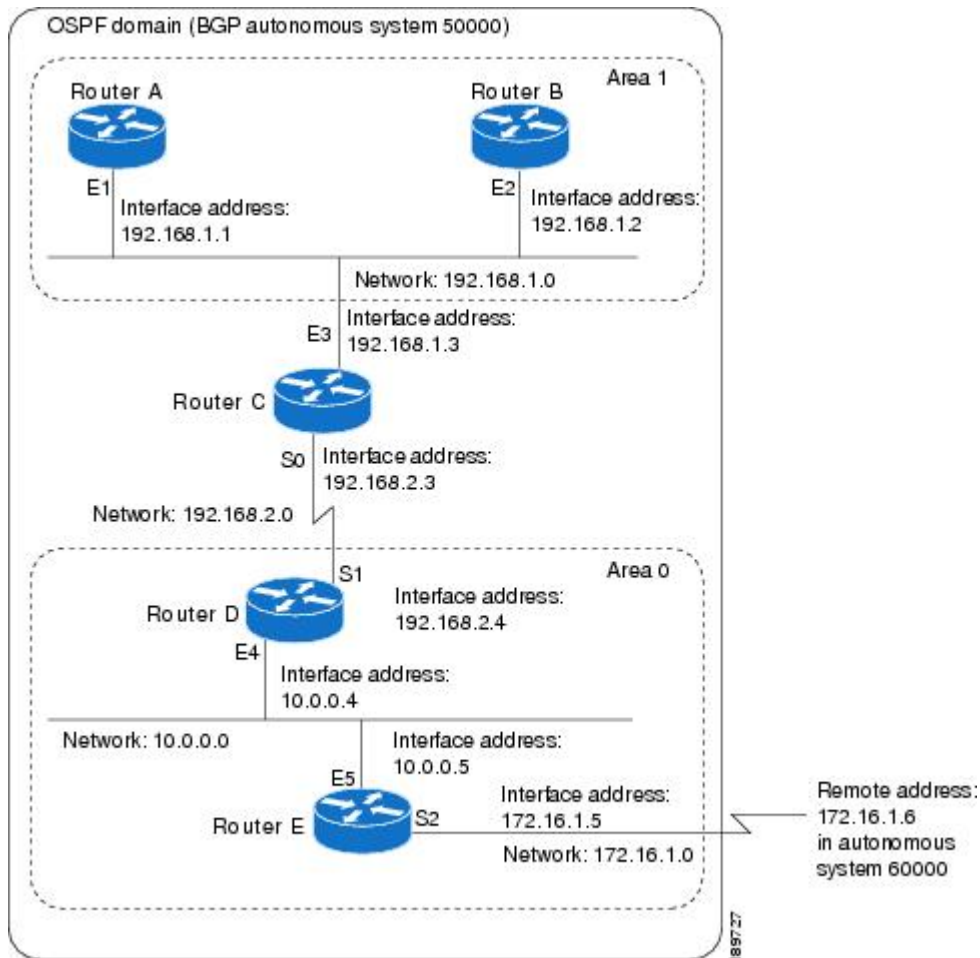 OSPF domain (BGP autonomous system 50000)
Area 1
Router A
Router B
E1
Interface address:
192.168.1.1
E2
Interface address:
192.168.1.2
Network: 192.168.1.0
E3
Interface address:
192.168.1.3
Router C
S0
Interface address:
192.168.2.3
Network: 192.168.2.0
Area 0
S1
Router D
Interface address:
192.168.2.4
E4
Interface address:
10.0.0.4
Network: 10.0.0.0
Interface address:
10.0.0.5
E5
Router E
S2
Interface address:
172.16.1.5
Network: 172.16.1.0
Remote address:
172.16.1.6
in autonomous
system 60000
89727